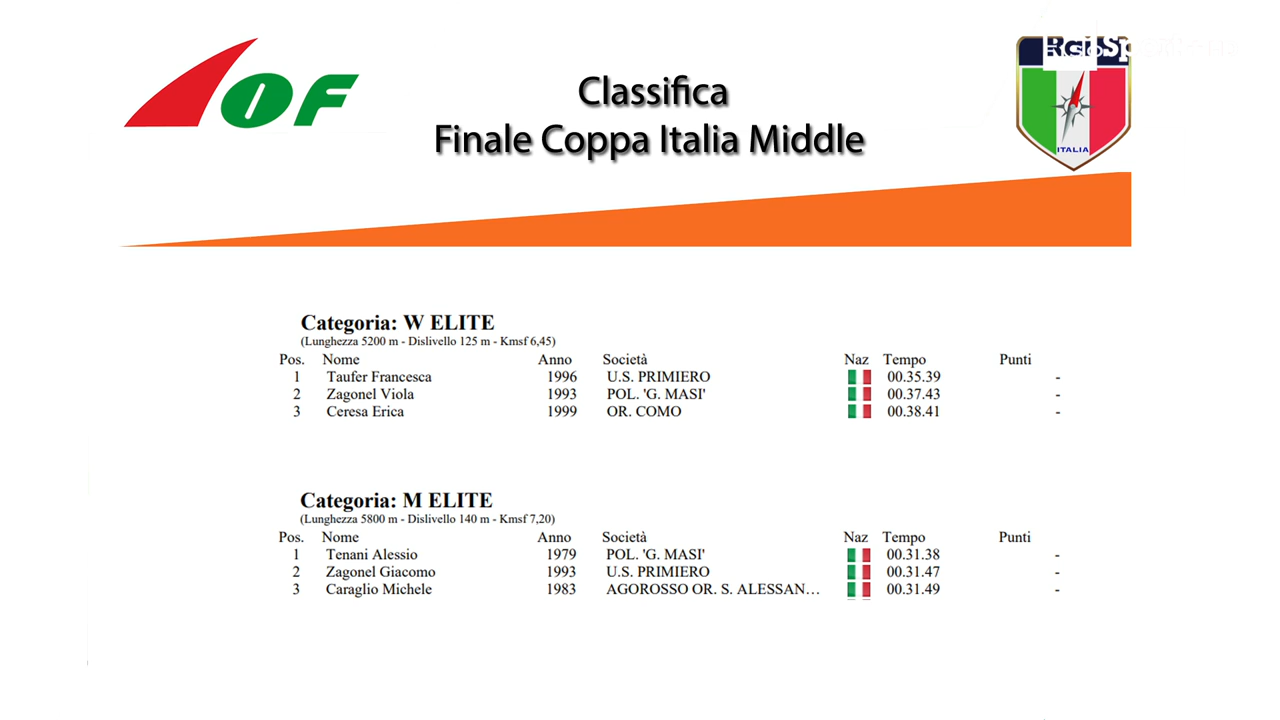 IOF
Rai Sport HD
Classifica
Finale Coppa Italia Middle
ITALIA
Categoria: W ELITE
(Lunghezza 5200 m - Dislivello 125 m - Kmsf 6,45)
Pos. Nome Anno Società Naz Tempo Punti
1 Taufer Francesca 1996 U.S. PRIMIERO 00.35.39 -
2 Zagonel Viola 1993 POL. 'G. MASI' 00.37.43 -
3 Ceresa Erica 1999 OR. COMO 00.38.41 -
Categoria: M ELITE
(Lunghezza 5800 m - Dislivello 140 m - Kmsf 7,20)
Pos. Nome Anno Società Naz Tempo Punti
1 Tenani Alessio 1979 POL. 'G. MASI' 00.31.38 -
2 Zagonel Giacomo 1993 U.S. PRIMIERO 00.31.47 -
3 Caraglio Michele 1983 AGOROSSO OR. S. ALESSAN… 00.31.49 -